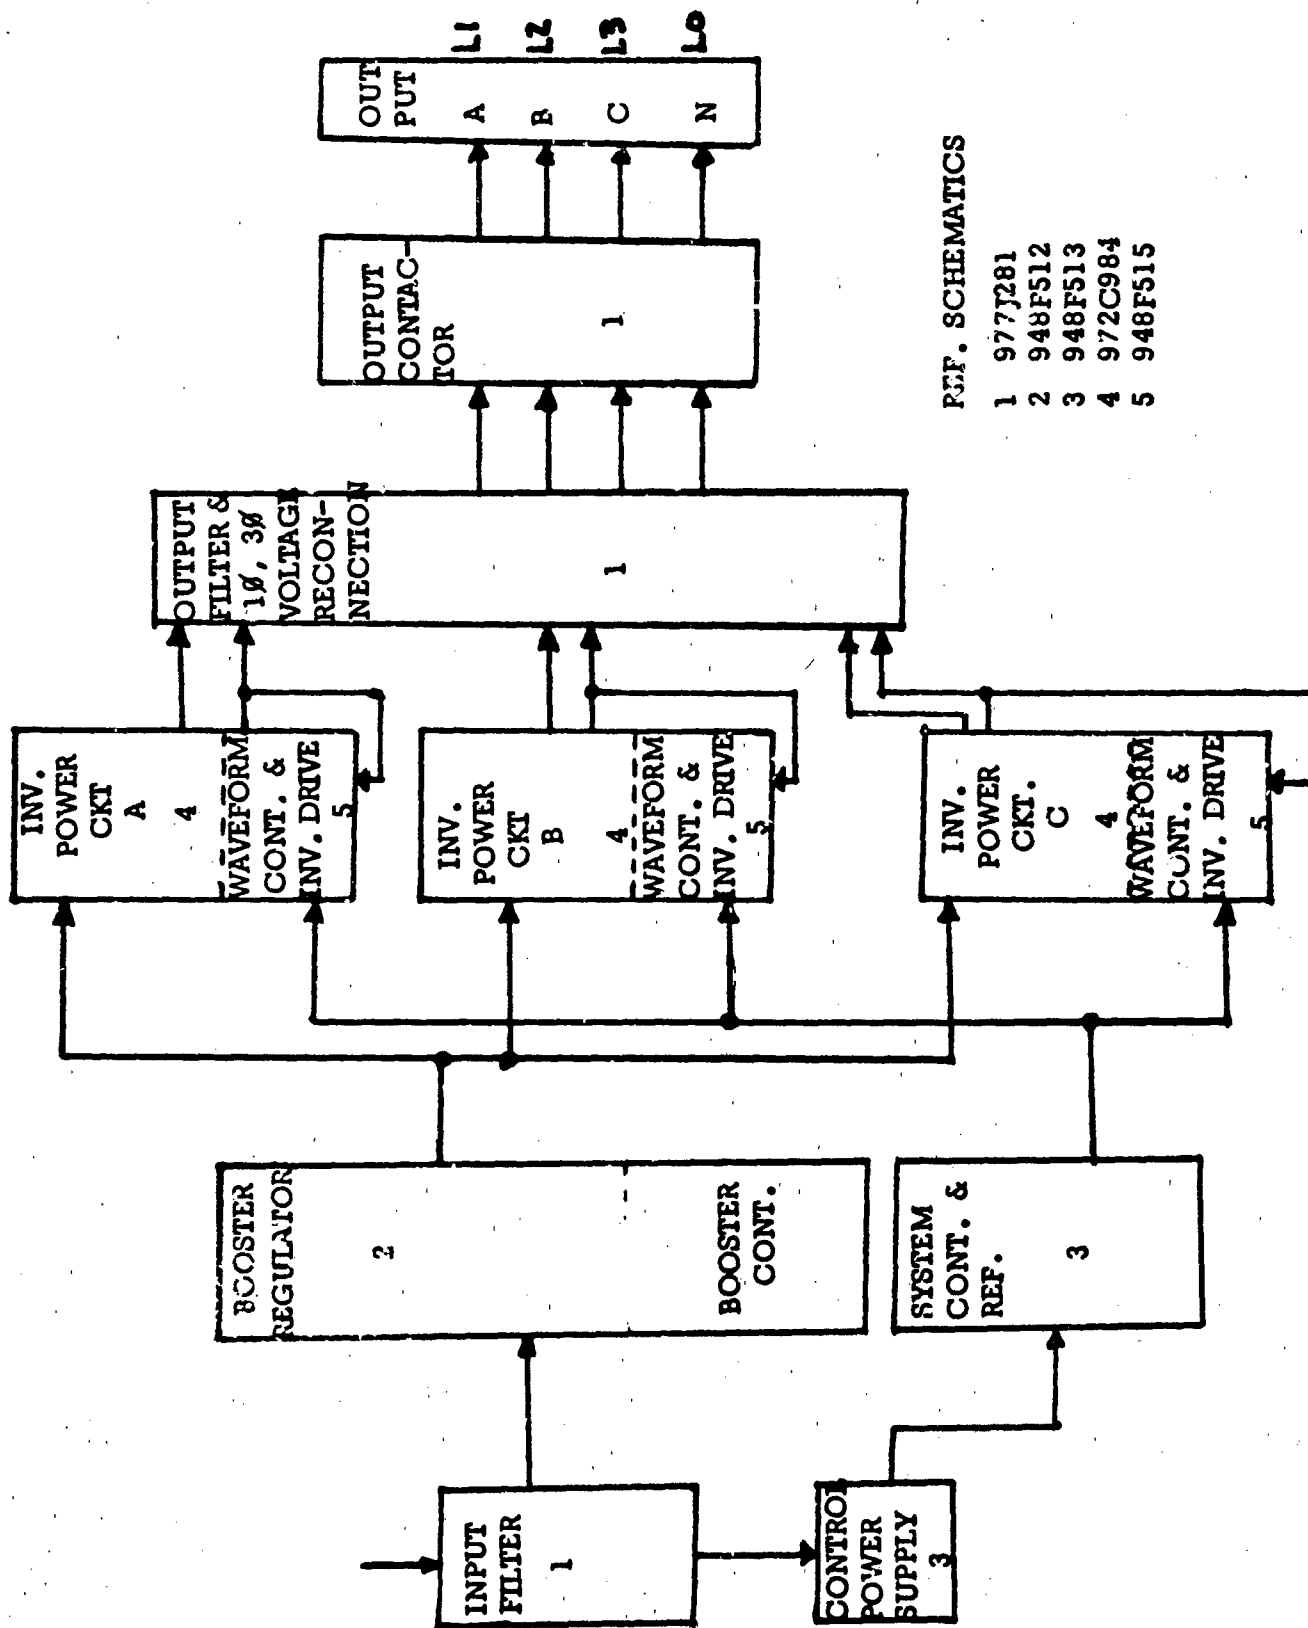 INPUT
FILTER
1
CONTROL
POWER
SUPPLY
3
BOOSTER
REGULATOR
2
BOOSTER
CONT.
SYSTEM
CONT. &
REF.
3
INV.
POWER
CKT
A
4
WAVEFORM
CONT. &
INV. DRIVE
5
INV.
POWER
CKT
B
4
WAVEFORM
CONT. &
INV. DRIVE
5
INV.
POWER
CKT.
C
4
WAVEFORM
CONT. &
INV. DRIVE
5
OUTPUT
FILTER &
1Ø, 3Ø
VOLTAGE
RECON-
NECTION
1
OUTPUT
CONTAC-
TOR
1
OUT
PUT
A L1
B L2
C L3
N L0
REF. SCHEMATICS
1 977J281
2 948F512
3 948F513
4 972C984
5 948F515